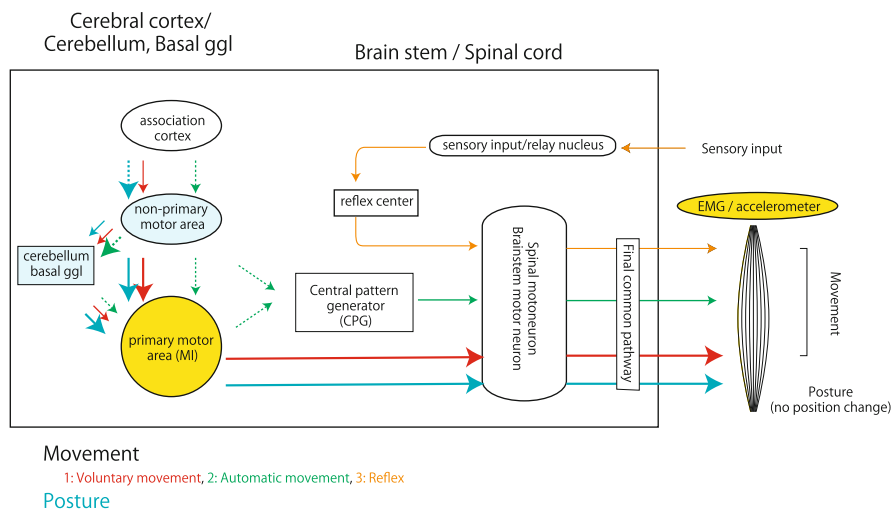 Cerebral cortex/
Cerebellum, Basal ggl
Brain stem / Spinal cord
association
cortex
sensory input/relay nucleus
Sensory input
reflex center
non-primary
motor area
EMG / accelerometer
cerebellum
basal ggl
Spinal motoneuron
Brainstem motor neuron
Final common pathway
Movement
Central pattern
generator
(CPG)
primary motor
area (MI)
Posture
(no position change)
Movement
1: Voluntary movement, 2: Automatic movement, 3: Reflex
Posture